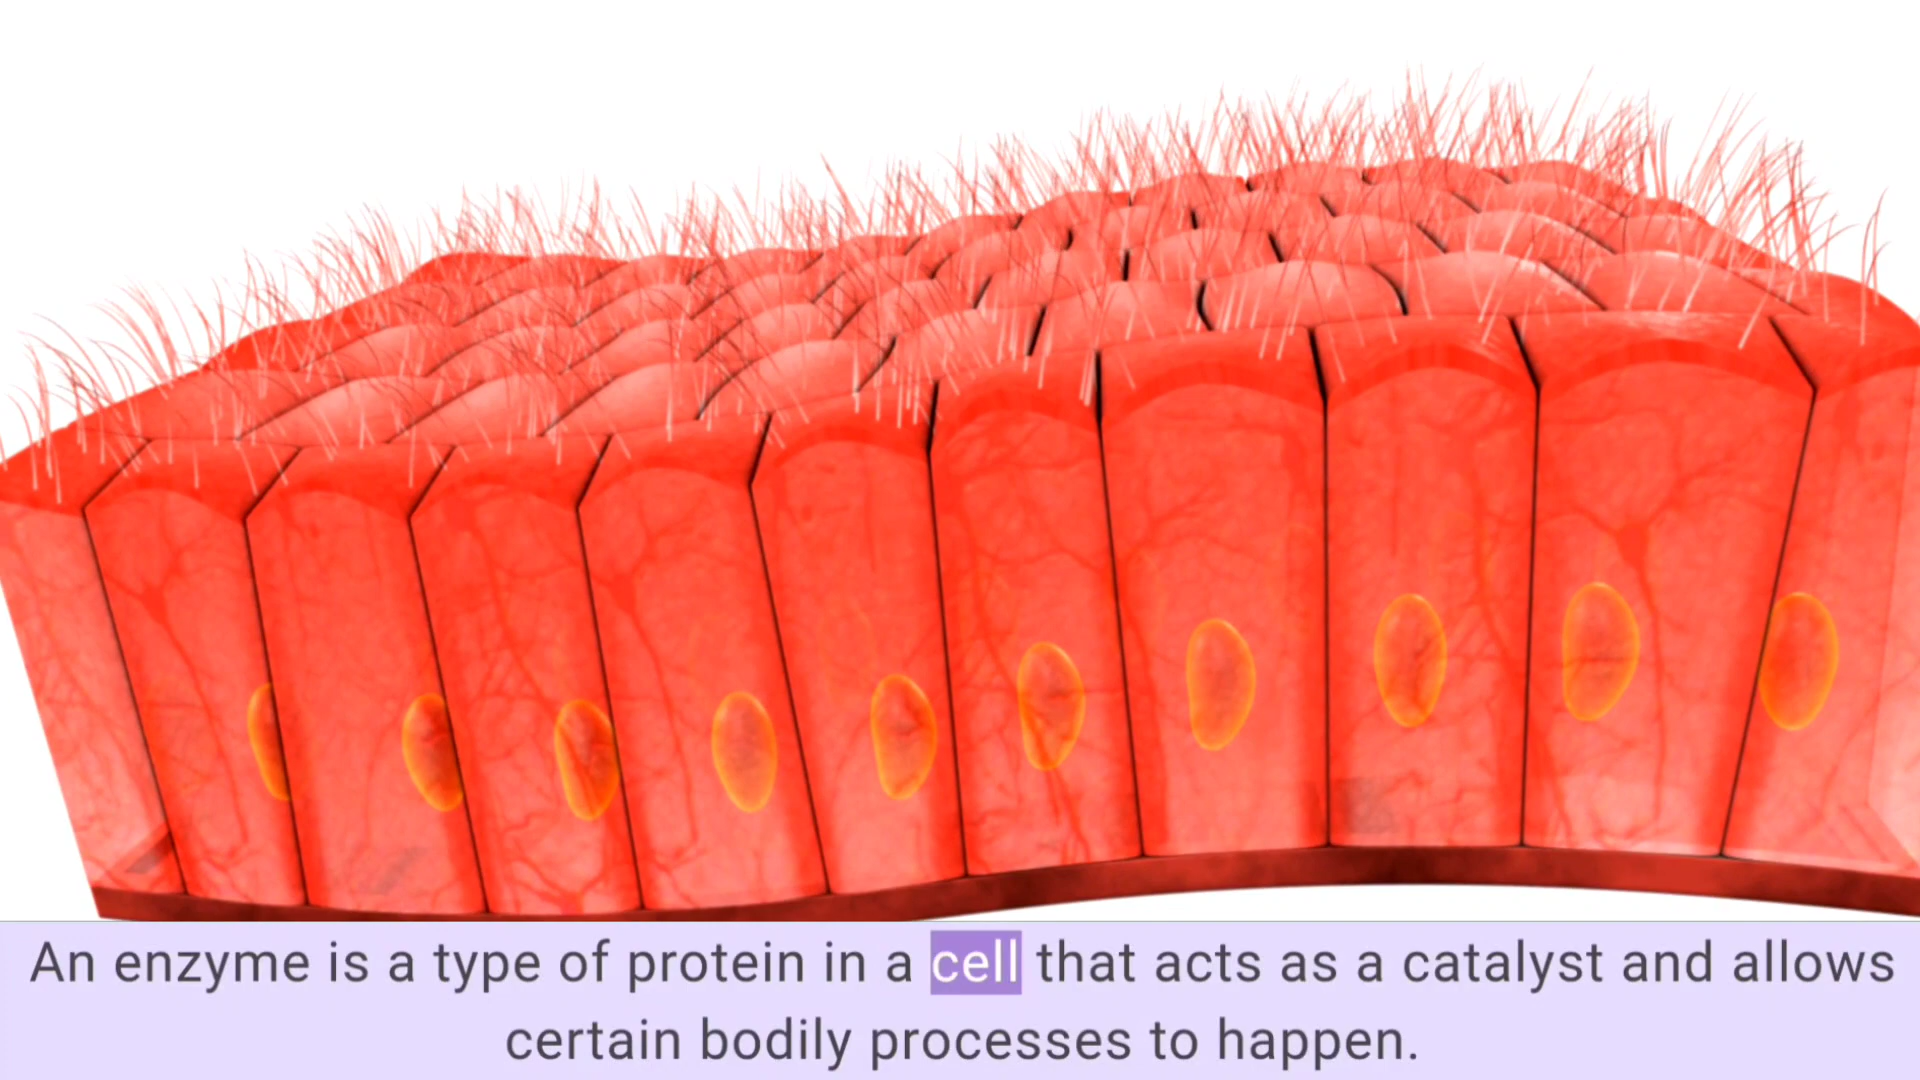 An enzyme is a type of protein in a cell that acts as a catalyst and allows
certain bodily processes to happen.